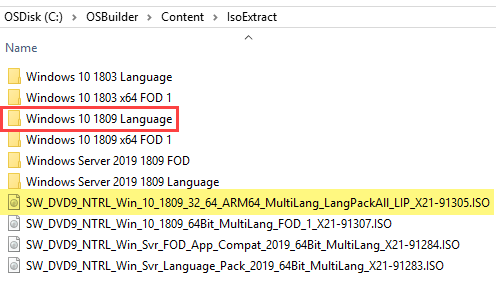 OSDisk (C:) > OSBuilder > Content > IsoExtract
Name
Windows 10 1803 Language
Windows 10 1803 x64 FOD 1
Windows 10 1809 Language
Windows 10 1809 x64 FOD 1
Windows Server 2019 1809 FOD
Windows Server 2019 1809 Language
SW_DVD9_NTRL_Win_10_1809_32_64_ARM64_MultiLang_LangPackAll_LIP_X21-91305.ISO
SW_DVD9_NTRL_Win_10_1809_64Bit_MultiLang_FOD_1_X21-91307.ISO
SW_DVD9_NTRL_Win_Svr_FOD_App_Compat_2019_64Bit_MultiLang_X21-91284.ISO
SW_DVD9_NTRL_Win_Svr_Language_Pack_2019_64Bit_MultiLang_X21-91283.ISO